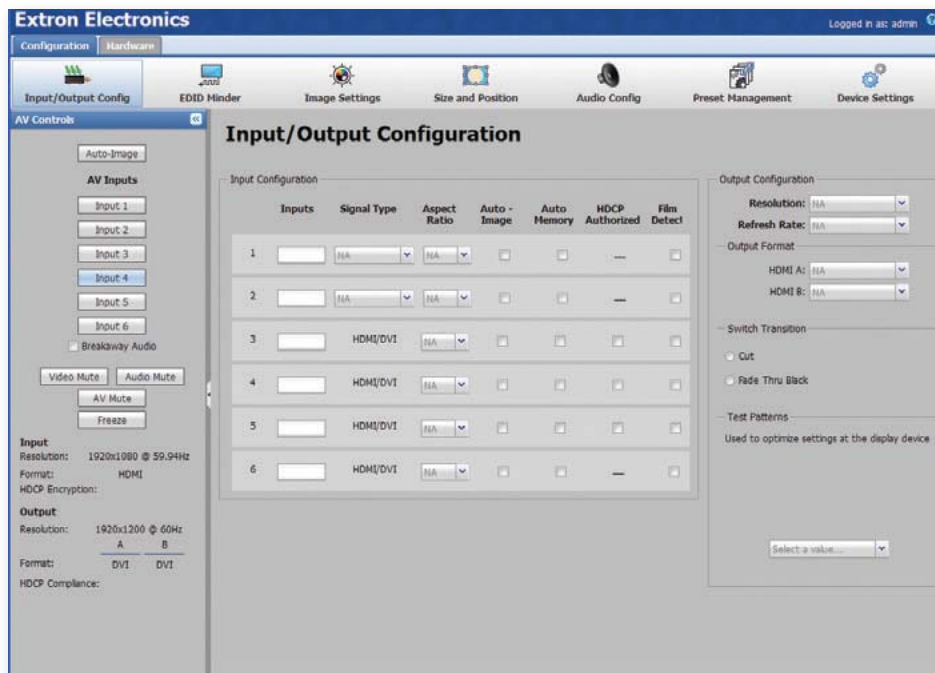 Extron Electronics
Logged in as: admin
Configuration Hardware
Input/Output Config EDID Minder Image Settings Size and Position Audio Config Preset Management Device Settings
AV Controls
Auto-Image
AV Inputs
Input 1
Input 2
Input 3
Input 4
Input 5
Input 6
Breakaway Audio
Video Mute Audio Mute
AV Mute
Freeze
Input
Resolution: 1920x1080 @ 59.94Hz
Format: HDMI
HDCP Encryption:
Output
Resolution: 1920x1200 @ 60Hz
A B
Format: DVI DVI
HDCP Compliance:
Input/Output Configuration
Input Configuration
Inputs Signal Type Aspect Ratio Auto - Image Auto Memory HDCP Authorized Film Detect
1 NA NA —
2 NA NA —
3 HDMI/DVI NA
4 HDMI/DVI NA
5 HDMI/DVI NA
6 HDMI/DVI NA —
Output Configuration
Resolution: NA
Refresh Rate: NA
Output Format
HDMI A: NA
HDMI B: NA
Switch Transition
Cut
Fade Thru Black
Test Patterns
Used to optimize settings at the display device
Select a value...